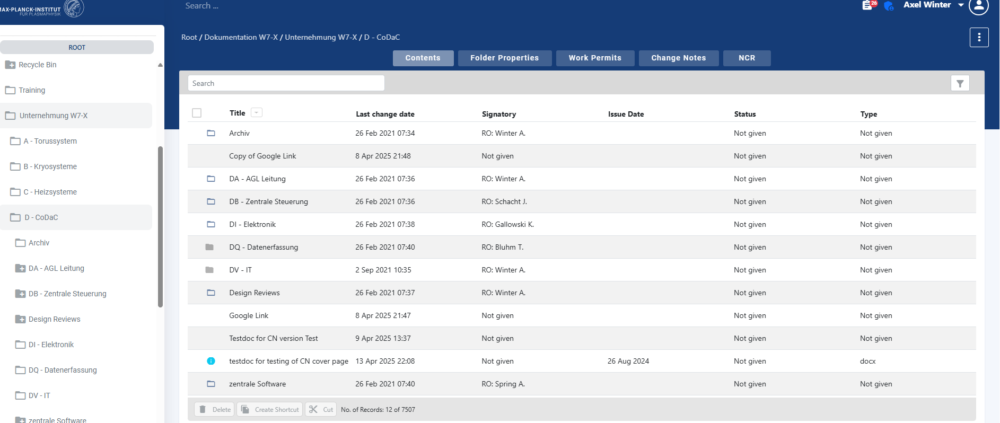 MAX-PLANCK-INSTITUT
FÜR PLASMAPHYSIK
Search ...
26
Axel Winter
Root / Dokumentation W7-X / Unternehmung W7-X / D - CoDaC
Contents
Folder Properties
Work Permits
Change Notes
NCR
ROOT
Recycle Bin
Training
Unternehmung W7-X
A - Torussystem
B - Kryosysteme
C - Heizsysteme
D - CoDaC
Archiv
DA - AGL Leitung
DB - Zentrale Steuerung
Design Reviews
DI - Elektronik
DQ - Datenerfassung
DV - IT
zentrale Software
Search
Title Last change date Signatory Issue Date Status Type
Archiv 26 Feb 2021 07:34 RO: Winter A. Not given Not given
Copy of Google Link 8 Apr 2025 21:48 Not given Not given Not given
DA - AGL Leitung 26 Feb 2021 07:36 RO: Winter A. Not given Not given
DB - Zentrale Steuerung 26 Feb 2021 07:36 RO: Schacht J. Not given Not given
DI - Elektronik 26 Feb 2021 07:38 RO: Gallowski K. Not given Not given
DQ - Datenerfassung 26 Feb 2021 07:40 RO: Bluhm T. Not given Not given
DV - IT 2 Sep 2021 10:35 RO: Winter A. Not given Not given
Design Reviews 26 Feb 2021 07:37 RO: Winter A. Not given Not given
Google Link 8 Apr 2025 21:47 Not given Not given Not given
Testdoc for CN version Test 9 Apr 2025 13:37 Not given Not given Not given
testdoc for testing of CN cover page 13 Apr 2025 22:08 Not given 26 Aug 2024 Not given docx
zentrale Software 26 Feb 2021 07:40 RO: Spring A. Not given Not given
Delete Create Shortcut Cut No. of Records: 12 of 7507